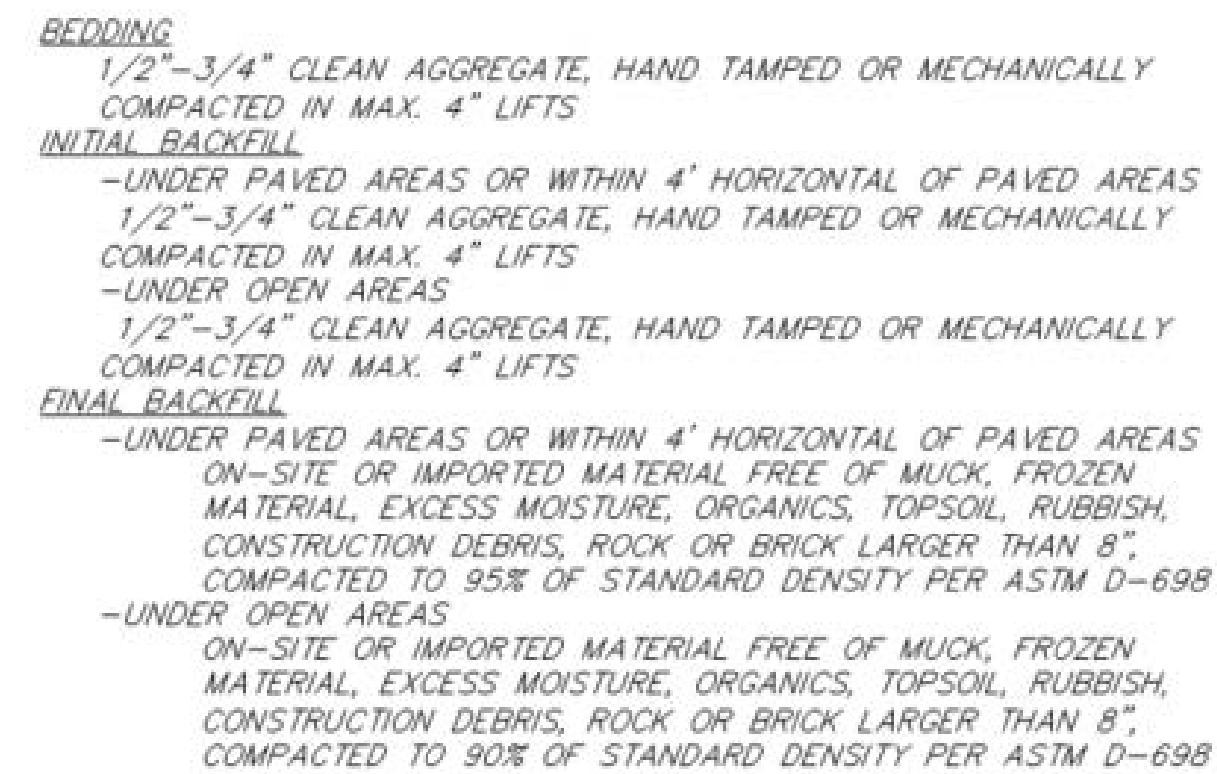 BEDDING
1/2"-3/4" CLEAN AGGREGATE, HAND TAMPED OR MECHANICALLY
COMPACTED IN MAX. 4" LIFTS
INITIAL BACKFILL
-UNDER PAVED AREAS OR WITHIN 4' HORIZONTAL OF PAVED AREAS
1/2"-3/4" CLEAN AGGREGATE, HAND TAMPED OR MECHANICALLY
COMPACTED IN MAX. 4" LIFTS
-UNDER OPEN AREAS
1/2"-3/4" CLEAN AGGREGATE, HAND TAMPED OR MECHANICALLY
COMPACTED IN MAX. 4" LIFTS
FINAL BACKFILL
-UNDER PAVED AREAS OR WITHIN 4' HORIZONTAL OF PAVED AREAS
ON-SITE OR IMPORTED MATERIAL FREE OF MUCK, FROZEN
MATERIAL, EXCESS MOISTURE, ORGANICS, TOPSOIL, RUBBISH,
CONSTRUCTION DEBRIS, ROCK OR BRICK LARGER THAN 8",
COMPACTED TO 95% OF STANDARD DENSITY PER ASTM D-698
-UNDER OPEN AREAS
ON-SITE OR IMPORTED MATERIAL FREE OF MUCK, FROZEN
MATERIAL, EXCESS MOISTURE, ORGANICS, TOPSOIL, RUBBISH,
CONSTRUCTION DEBRIS, ROCK OR BRICK LARGER THAN 8",
COMPACTED TO 90% OF STANDARD DENSITY PER ASTM D-698